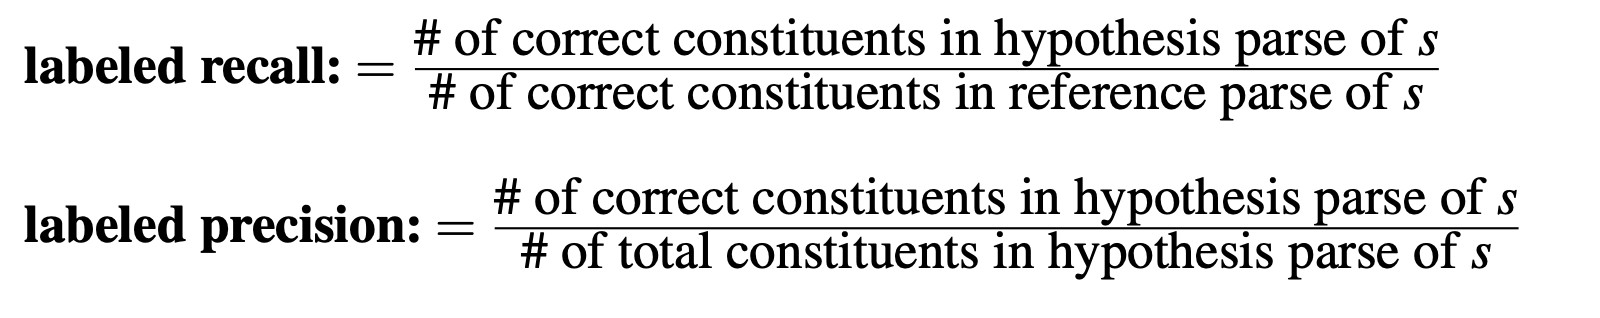 labeled recall: = # of correct constituents in hypothesis parse of s
# of correct constituents in reference parse of s
labeled precision: = # of correct constituents in hypothesis parse of s
# of total constituents in hypothesis parse of s